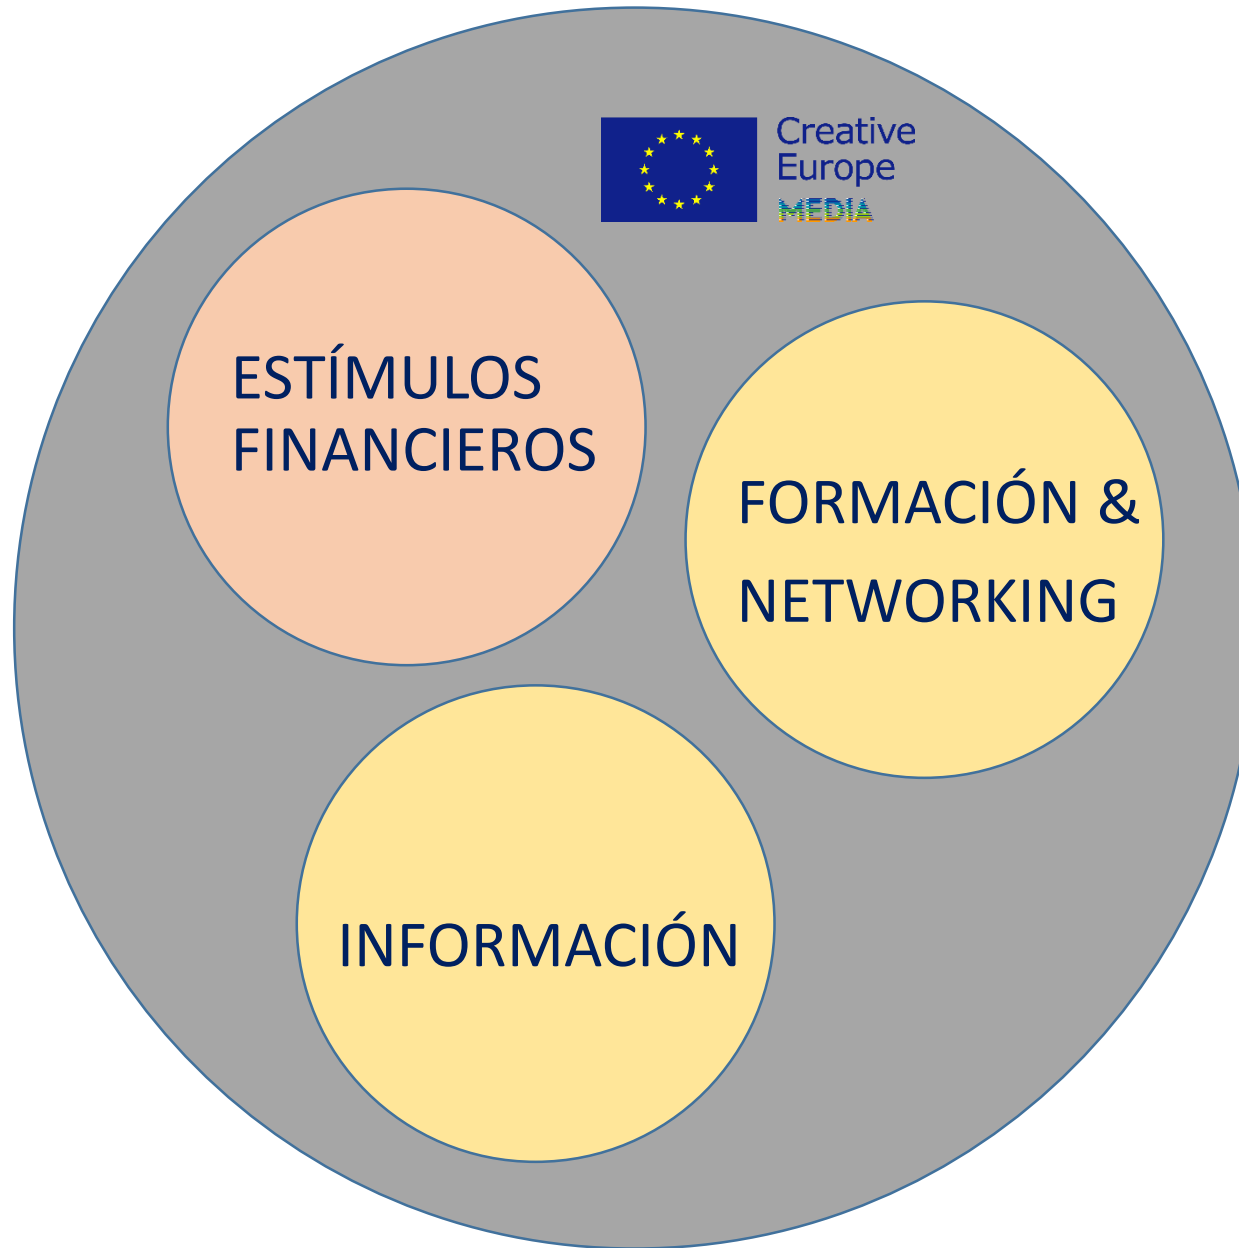 Creative
Europe
MEDIA
ESTÍMULOS
FINANCIEROS
FORMACIÓN &
NETWORKING
INFORMACIÓN